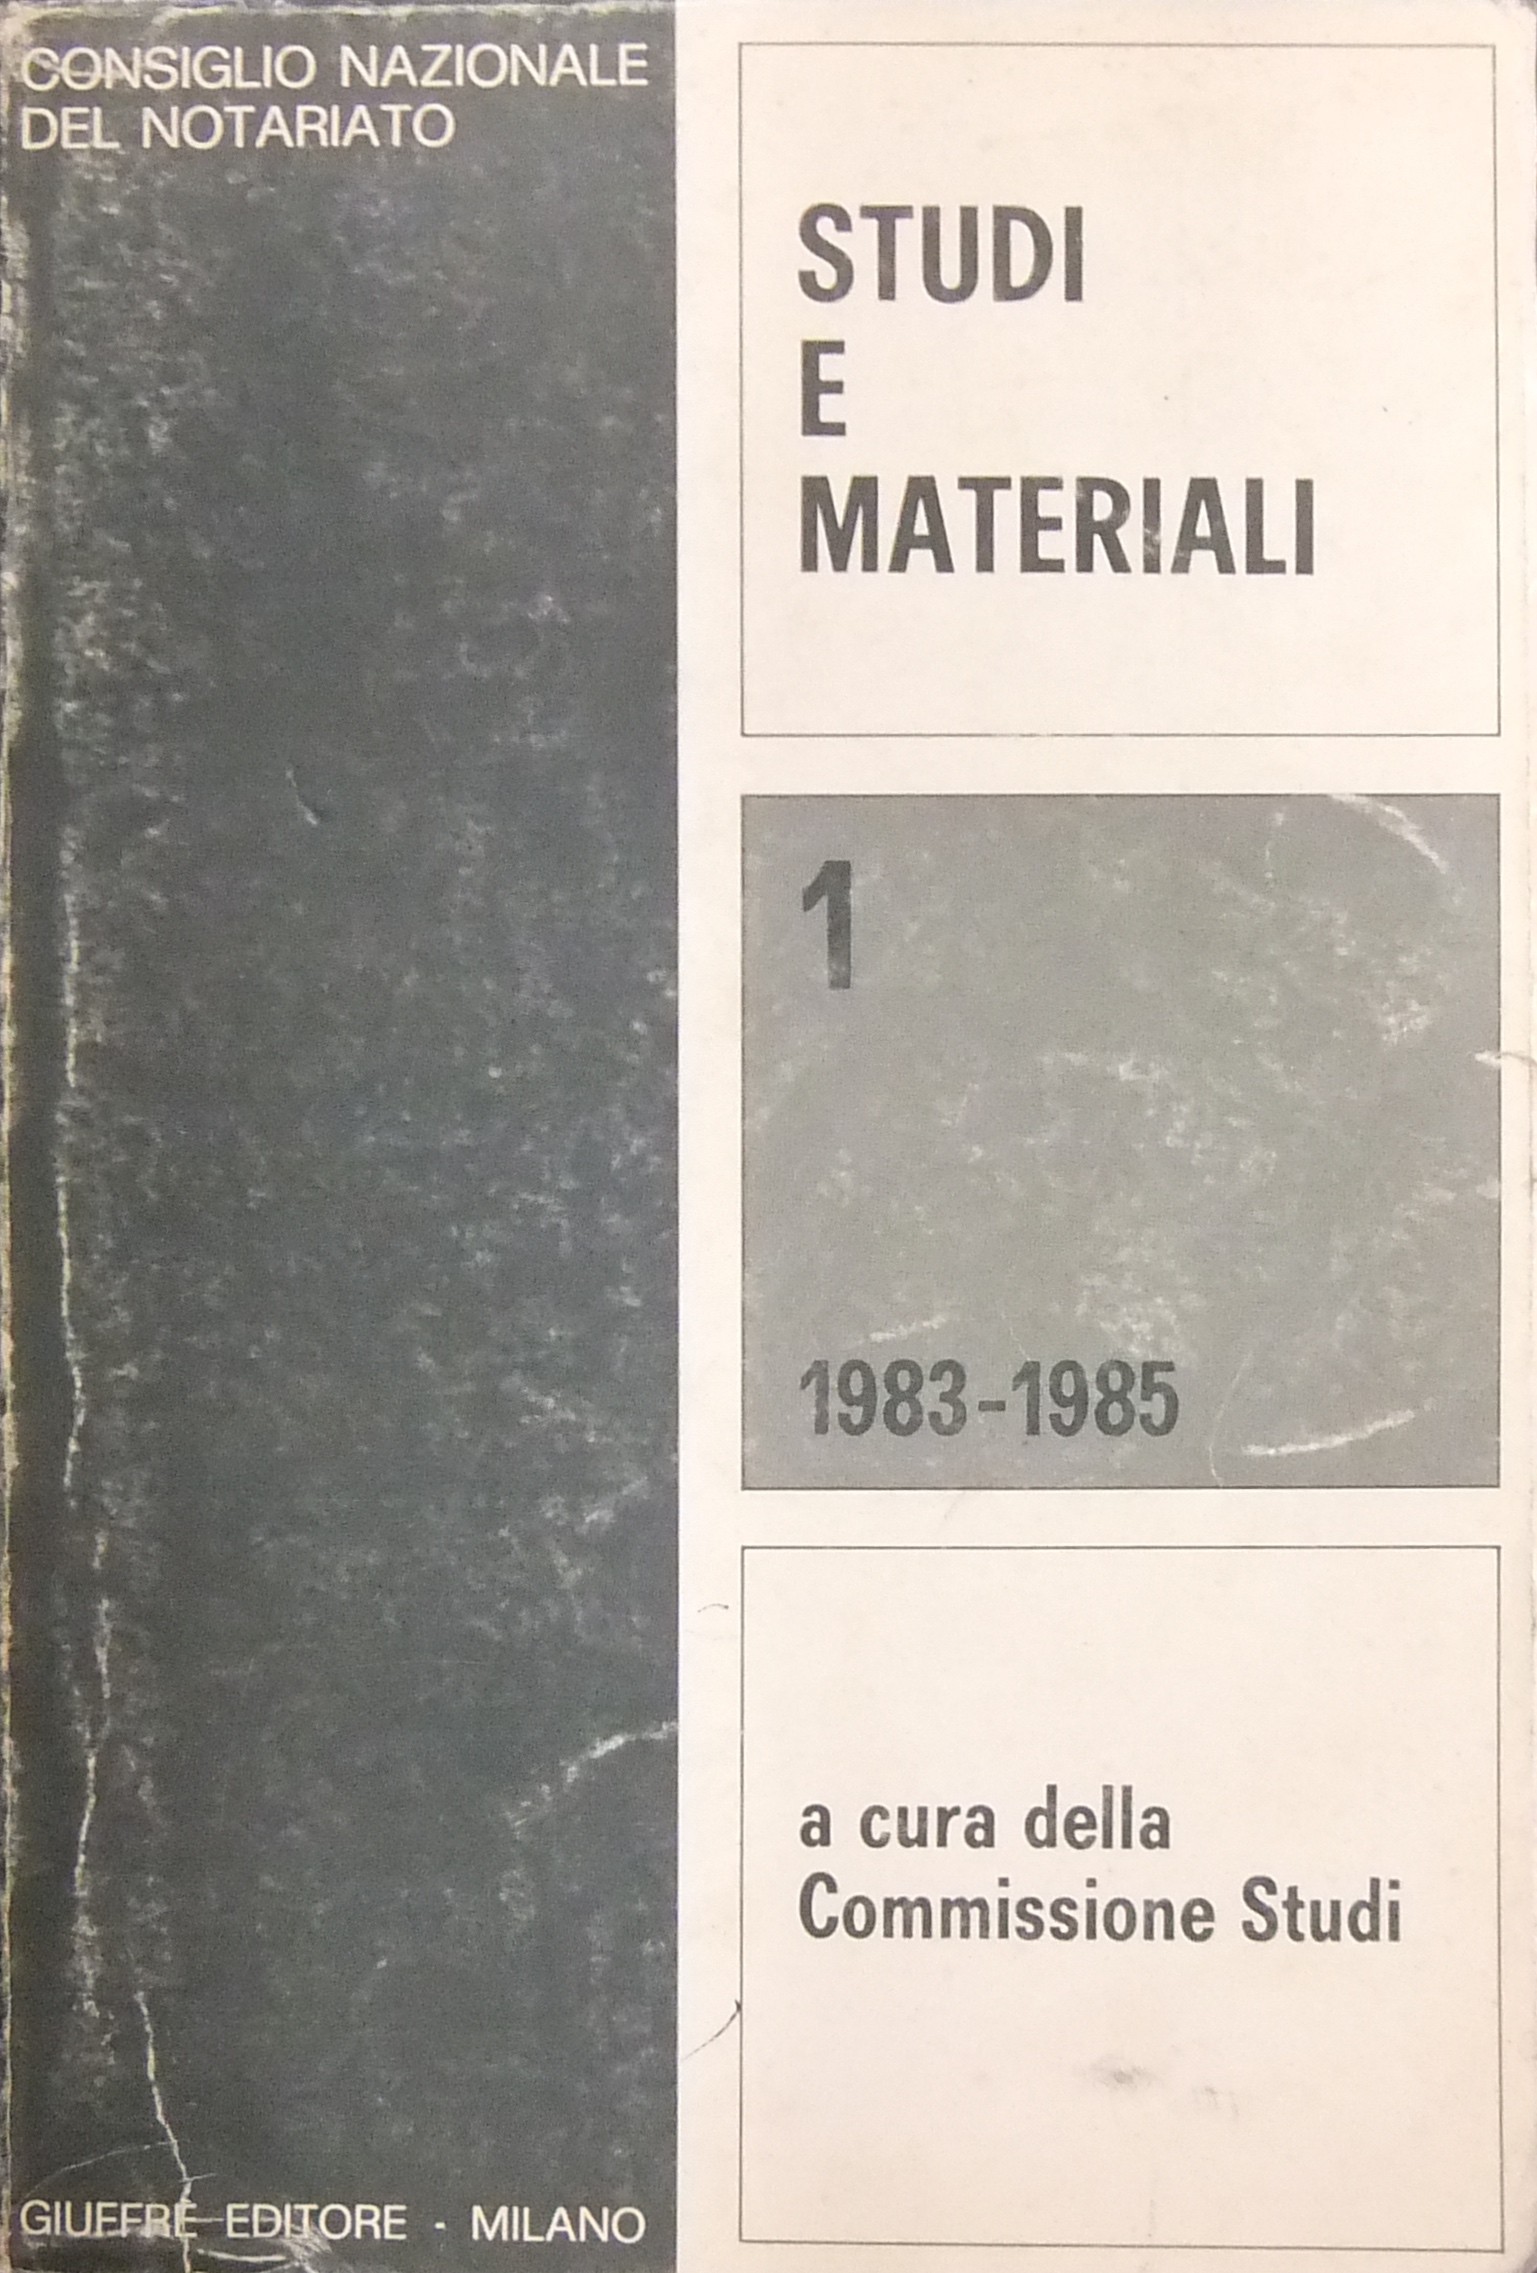 CONSIGLIO NAZIONALE
DEL NOTARIATO
STUDI
E
MATERIALI
1
1983-1985
a cura della
Commissione Studi
GIUFFRÈ EDITORE - MILANO